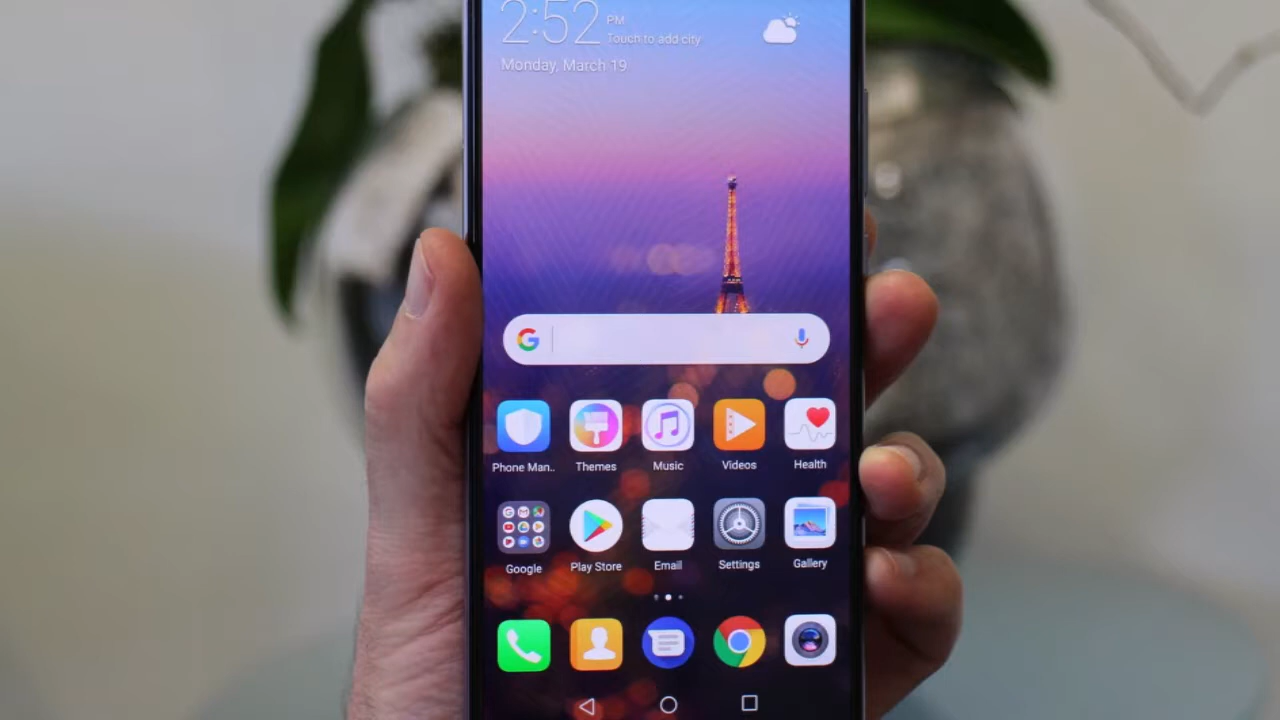 2:52 PM
Touch to add city
Monday, March 19
G
Phone Man..
Themes
Music
Videos
Health
Google
Play Store
Email
Settings
Gallery